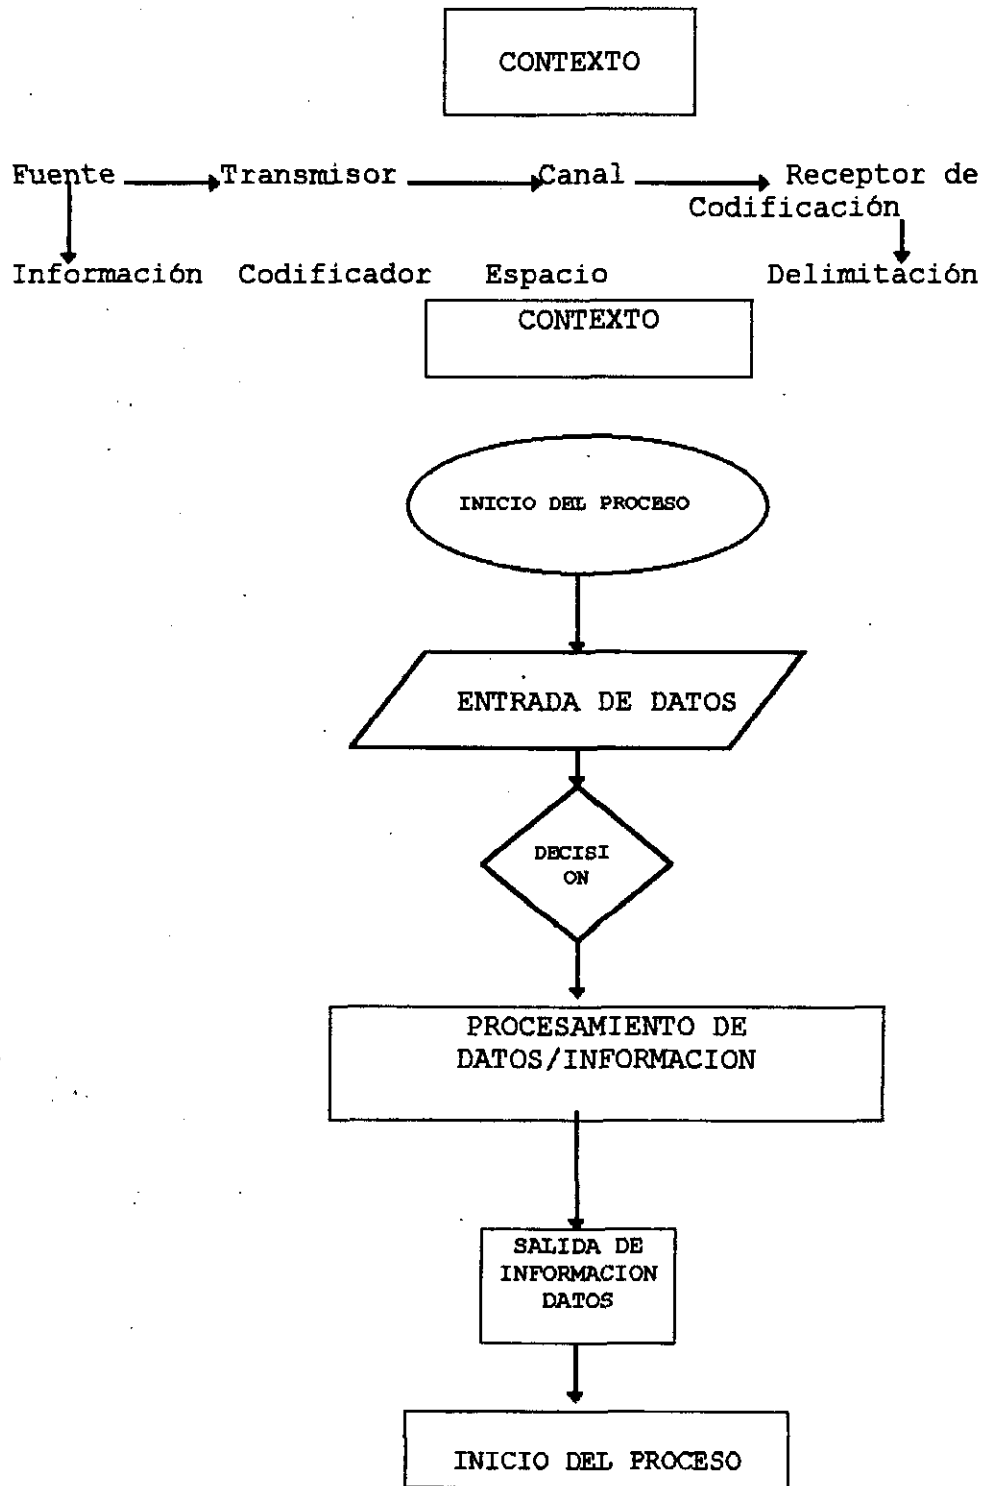 CONTEXTO
Fuente Transmisor Canal Receptor de
Codificación
Información Codificador Espacio Delimitación
CONTEXTO
INICIO DEL PROCESO
ENTRADA DE DATOS
DECISI
ON
PROCESAMIENTO DE
DATOS/INFORMACION
SALIDA DE
INFORMACION
DATOS
INICIO DEL PROCESO